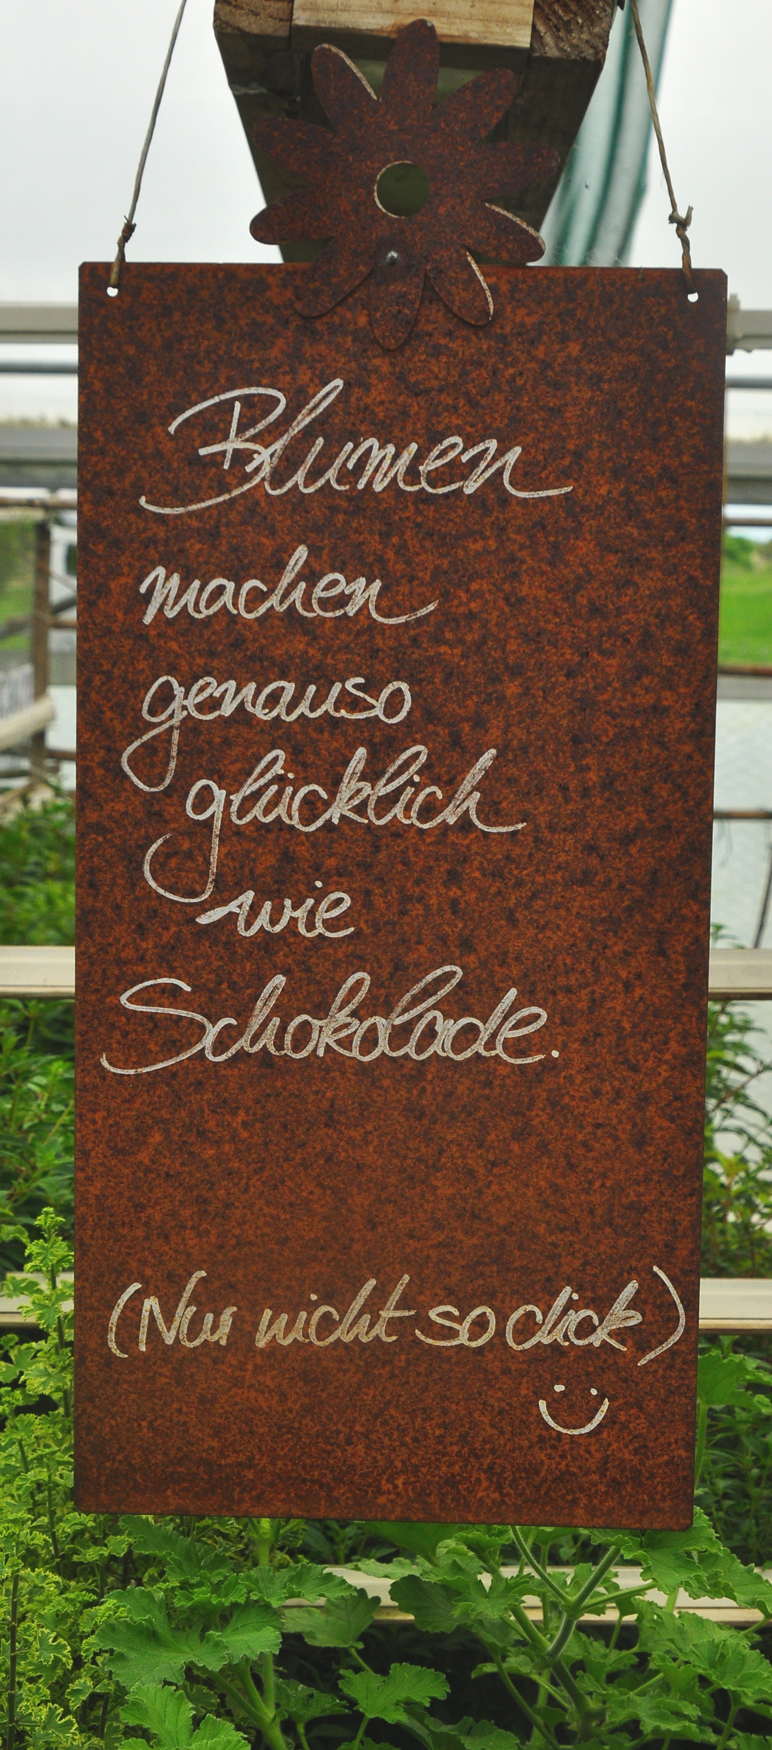 Blumen
machen
genauso
glücklich
wie
Schokolade.
(Nur nicht so dick)